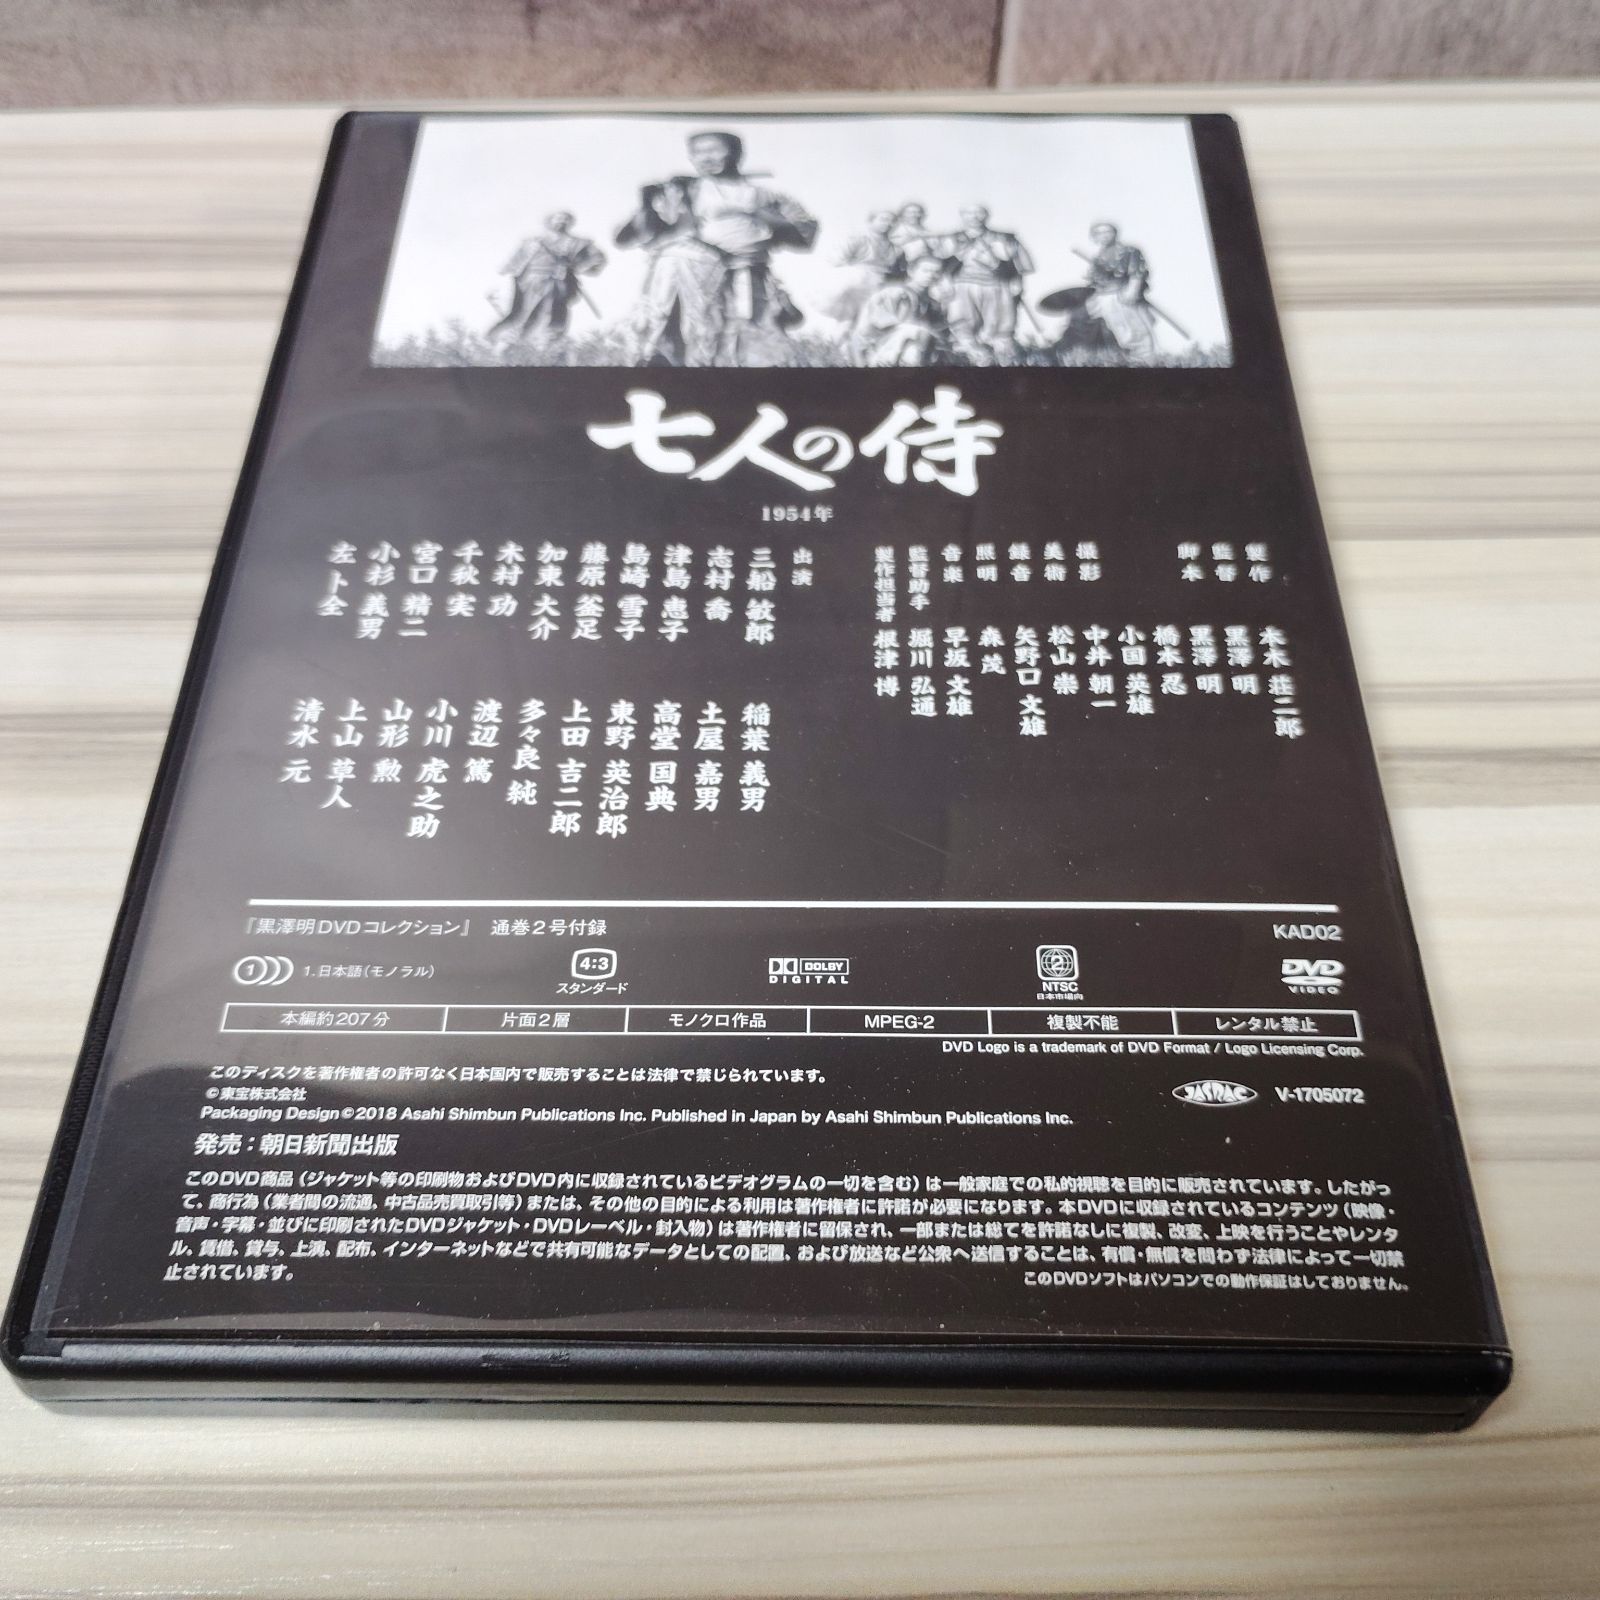 七人の侍
1954年
製作 本木 荘二郎
監督 黒澤 明
脚本 黒澤 明
橋本 忍
小国 英雄
撮影 中井 朝一
美術 松山 崇
録音 矢野口 文雄
照明 森 茂
音楽 早坂 文雄
監督助手 堀川 弘通
製作担当者 根津 博
出演
三船 敏郎
志村 喬
津島 恵子
島崎 雪子
藤原 釜足
加東 大介
木村 功
千秋 実
宮口 精二
小杉 義男
左 卜全
稲葉 義男
土屋 嘉男
高堂 国典
東野 英治郎
上田 吉二郎
多々良 純
渡辺 篤
小川 虎之助
山形 勲
上山 草人
清水 元
『黒澤明DVDコレクション』 通巻2号付録
KAD02
1 1.日本語(モノラル)
4:3
スタンダード
DOLBY
DIGITAL
2
NTSC
日本市場向
DVD
VIDEO
本編約207分 片面2層 モノクロ作品 MPEG-2 複製不能 レンタル禁止
DVD Logo is a trademark of DVD Format / Logo Licensing Corp.
このディスクを著作権者の許可なく日本国内で販売することは法律で禁じられています。
©東宝株式会社
JASRAC V-1705072
Packaging Design©2018 Asahi Shimbun Publications Inc. Published in Japan by Asahi Shimbun Publications Inc.
発売：朝日新聞出版
このDVD商品（ジャケット等の印刷物およびDVD内に収録されているビデオグラムの一切を含む）は一般家庭での私的視聴を目的に販売されています。したがっ
て、商行為（業者間の流通、中古品売買取引等）または、その他の目的による利用は著作権者に許諾が必要になります。本DVDに収録されているコンテンツ（映像・
音声・字幕・並びに印刷されたDVDジャケット・DVDレーベル・封入物）は著作権者に留保され、一部または総てを許諾なしに複製、改変、上映を行うことやレンタ
ル、賃借、貸与、上演、配布、インターネットなどで共有可能なデータとしての配置、および放送など公衆へ送信することは、有償・無償を問わず法律によって一切禁
止されています。
このDVDソフトはパソコンでの動作保証はしておりません。